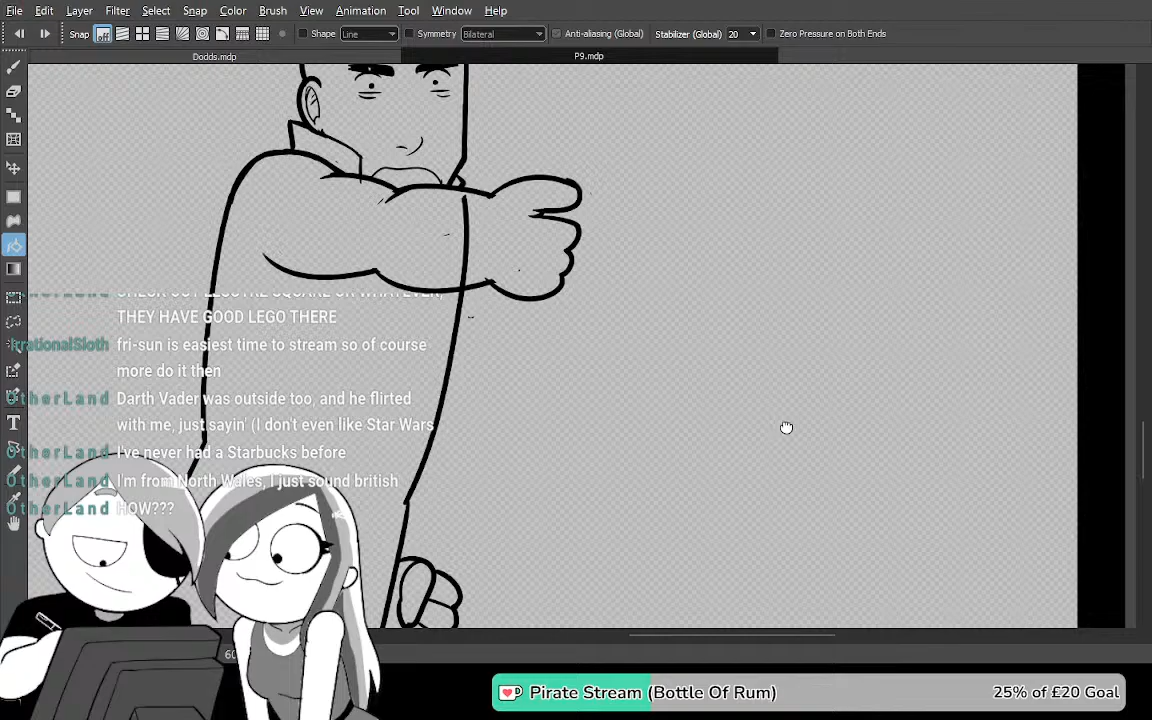 File Edit Layer Filter Select Snap Color Brush View Animation Tool Window Help
Snap off Shape Line Symmetry Bilateral Anti-aliasing (Global) Stabilizer (Global) 20 Zero Pressure on Both Ends
Dodds.mdp P9.mdp
THEY HAVE GOOD LEGO THERE
IrrationalSloth fri-sun is easiest time to stream so of course
more do it then
OtherLand Darth Vader was outside too, and he flirted
with me, just sayin' (I don't even like Star Wars
OtherLand I've never had a Starbucks before
OtherLand I'm from North Wales, I just sound british
OtherLand HOW???
Pirate Stream (Bottle Of Rum) 25% of £20 Goal